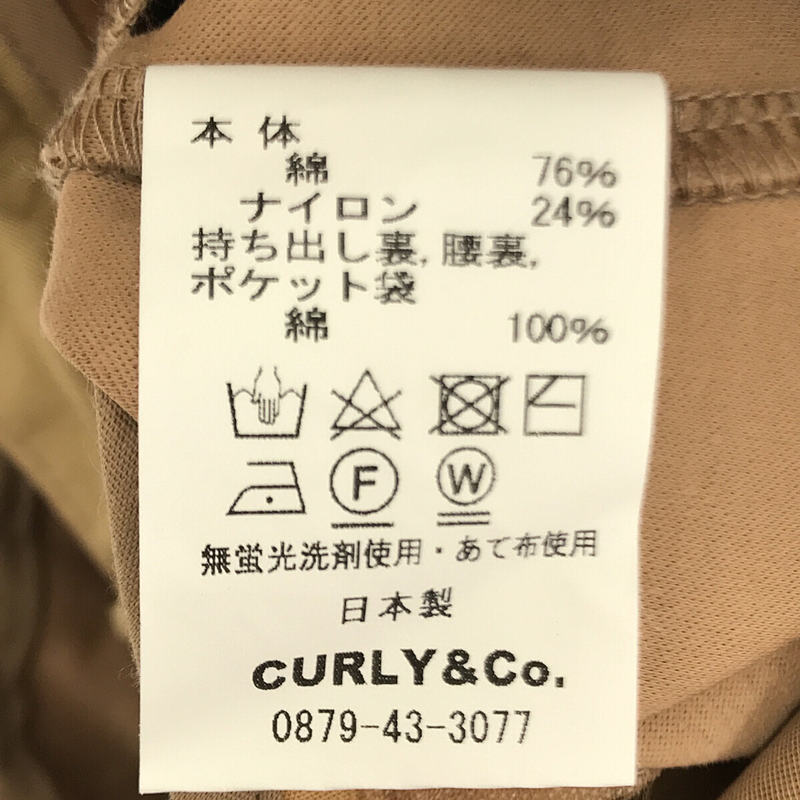 本体
綿 76%
ナイロン 24%
持ち出し裏,腰裏,
ポケット袋
綿 100%
F W
無蛍光洗剤使用・あて布使用
日本製
CURLY&Co.
0879-43-3077